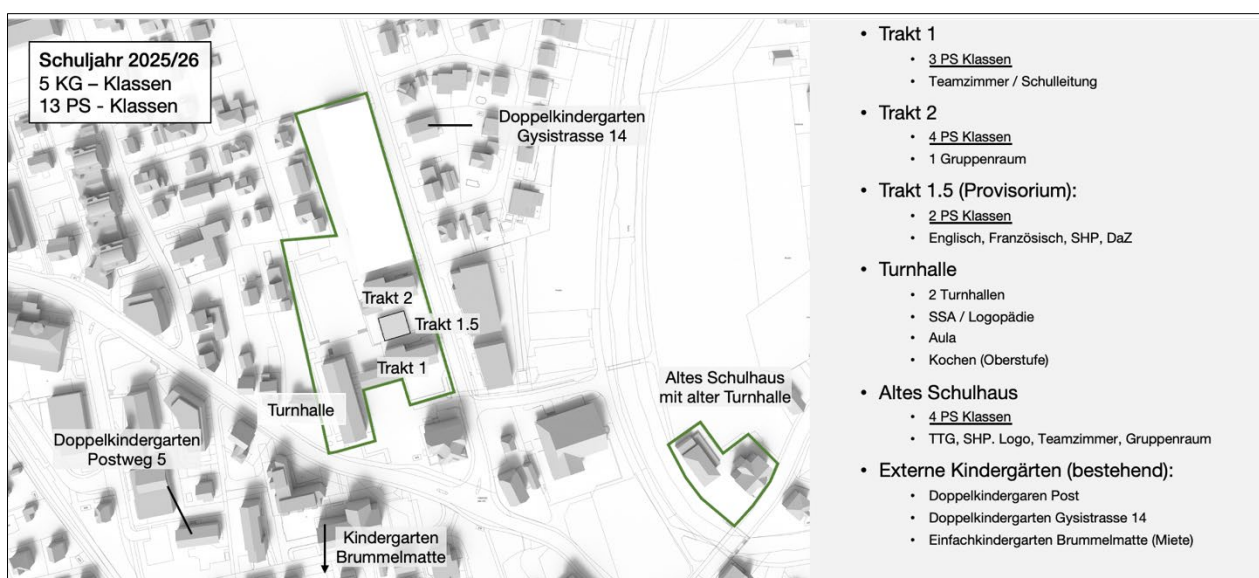 Schuljahr 2025/26
5 KG – Klassen
13 PS - Klassen
Doppelkindergarten
Gysistrasse 14
Trakt 2
Trakt 1.5
Trakt 1
Turnhalle
Altes Schulhaus
mit alter Turnhalle
Doppelkindergarten
Postweg 5
Kindergarten
Brummelmatte
• Trakt 1
• 3 PS Klassen
• Teamzimmer / Schulleitung
• Trakt 2
• 4 PS Klassen
• 1 Gruppenraum
• Trakt 1.5 (Provisorium):
• 2 PS Klassen
• Englisch, Französisch, SHP, DaZ
• Turnhalle
• 2 Turnhallen
• SSA / Logopädie
• Aula
• Kochen (Oberstufe)
• Altes Schulhaus
• 4 PS Klassen
• TTG, SHP. Logo, Teamzimmer, Gruppenraum
• Externe Kindergärten (bestehend):
• Doppelkindergaren Post
• Doppelkindergarten Gysistrasse 14
• Einfachkindergarten Brummelmatte (Miete)